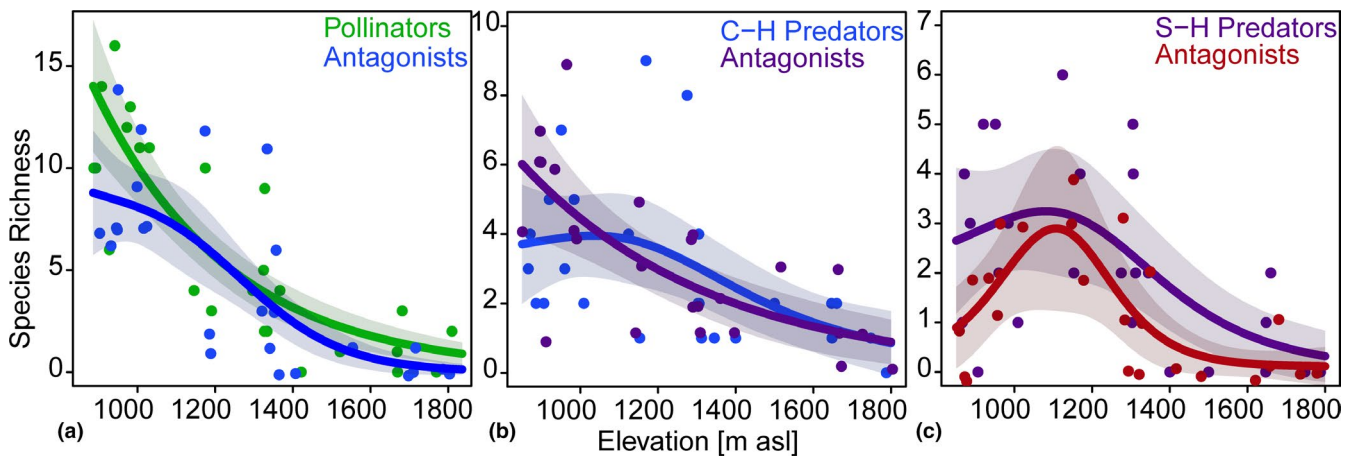 Species Richness
15
10
5
0
Pollinators
Antagonists
1000 1200 1400 1600 1800
(a)
10
8
6
4
2
0
C−H Predators
Antagonists
1000 1200 1400 1600 1800
(b)
Elevation [m asl]
7
6
5
4
3
2
1
0
S−H Predators
Antagonists
1000 1200 1400 1600 1800
(c)